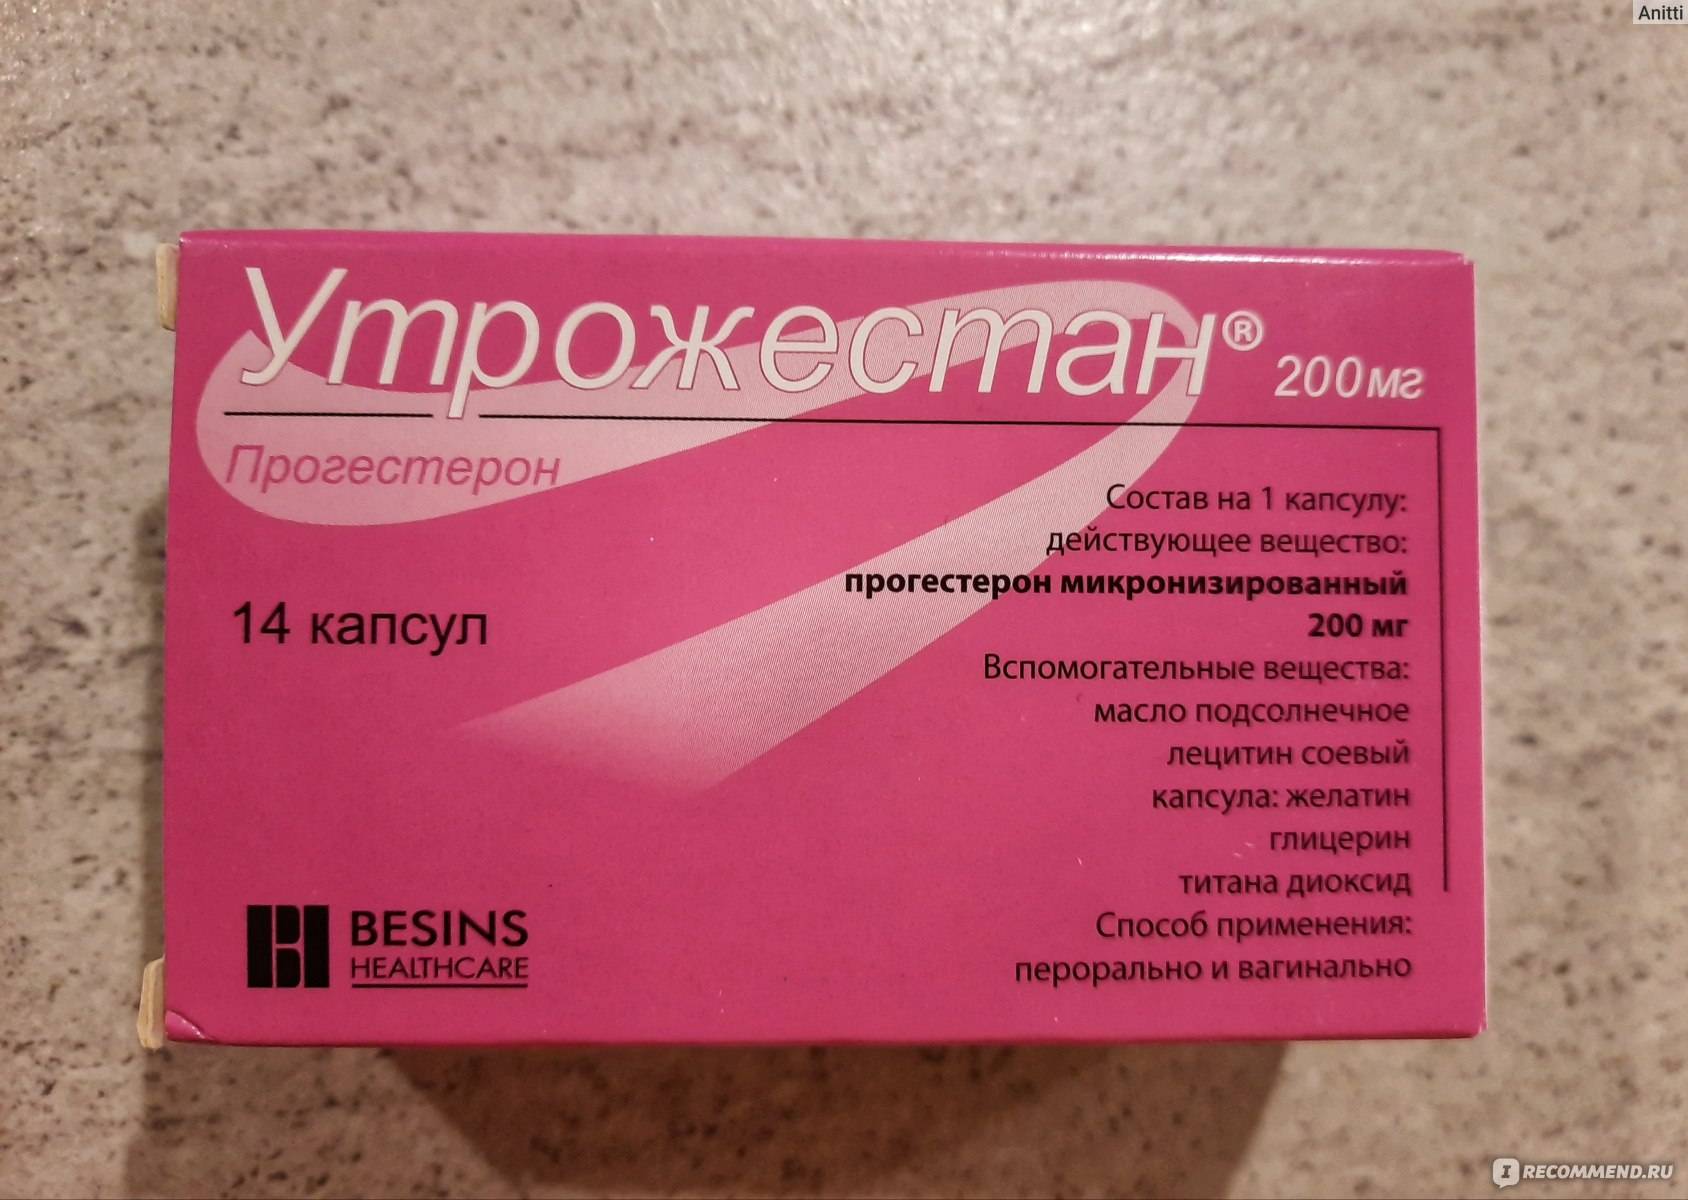 Anitti
Утрожестан® 200мг
Прогестерон
14 капсул
Состав на 1 капсулу:
действующее вещество:
прогестерон микронизированный
200 мг
Вспомогательные вещества:
масло подсолнечное
лецитин соевый
капсула: желатин
глицерин
титана диоксид
Способ применения:
перорально и вагинально
BESINS
HEALTHCARE
IRECOMMEND.RU